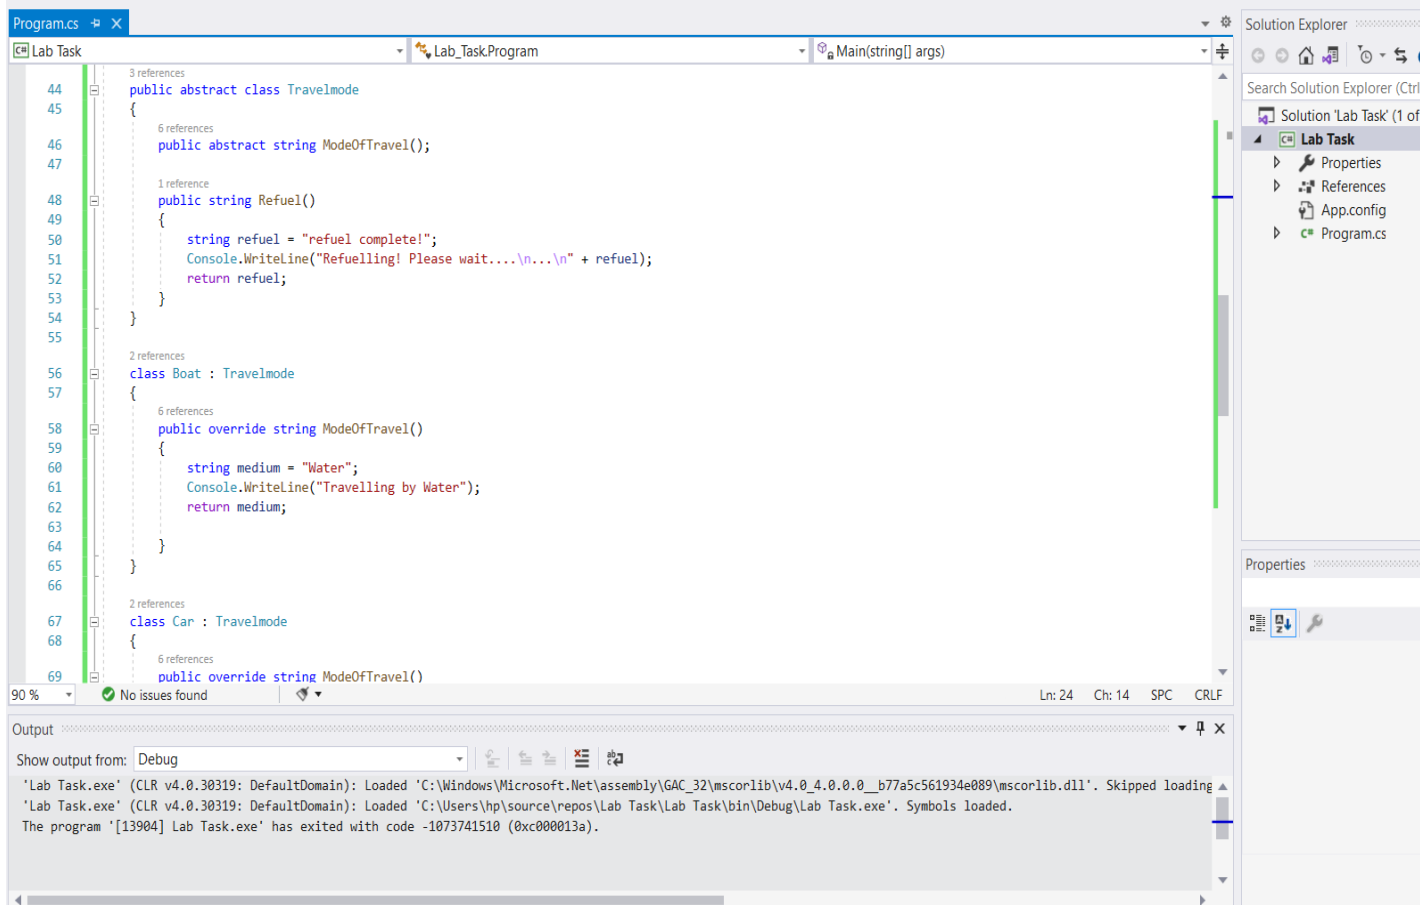 Program.cs
Lab Task
Lab_Task.Program
Main(string[] args)
3 references
44 public abstract class Travelmode
45 {
6 references
46 public abstract string ModeOfTravel();
47
1 reference
48 public string Refuel()
49 {
50 string refuel = "refuel complete!";
51 Console.WriteLine("Refuelling! Please wait....\n...\n" + refuel);
52 return refuel;
53 }
54 }
55
2 references
56 class Boat : Travelmode
57 {
6 references
58 public override string ModeOfTravel()
59 {
60 string medium = "Water";
61 Console.WriteLine("Travelling by Water");
62 return medium;
63
64 }
65 }
66
2 references
67 class Car : Travelmode
68 {
6 references
69 public override string ModeOfTravel()
90 %
No issues found
Ln: 24 Ch: 14 SPC CRLF
Output
Show output from: Debug
'Lab Task.exe' (CLR v4.0.30319: DefaultDomain): Loaded 'C:\Windows\Microsoft.Net\assembly\GAC_32\mscorlib\v4.0_4.0.0.0__b77a5c561934e089\mscorlib.dll'. Skipped loading
'Lab Task.exe' (CLR v4.0.30319: DefaultDomain): Loaded 'C:\Users\hp\source\repos\Lab Task\Lab Task\bin\Debug\Lab Task.exe'. Symbols loaded.
The program '[13904] Lab Task.exe' has exited with code -1073741510 (0xc000013a).
Solution Explorer
Search Solution Explorer (Ctrl
Solution 'Lab Task' (1 of
C# Lab Task
Properties
References
App.config
C# Program.cs
Properties